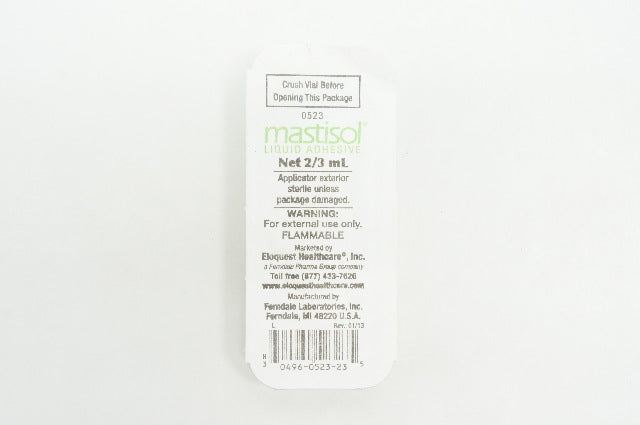 Crush Vial Before
Opening This Package
0523
mastisol®
LIQUID ADHESIVE
Net 2/3 mL
Applicator exterior
sterile unless
package damaged.
WARNING:
For external use only.
FLAMMABLE
Marketed by
Eloquest Healthcare®, Inc.
a Ferndale Pharma Group company
Toll free (877) 433-7626
www.eloquesthealthcare.com
Manufactured by
Ferndale Laboratories, Inc.
Ferndale, MI 48220 U.S.A.
L Rev. 01/13
N
3 0496-0523-23 5